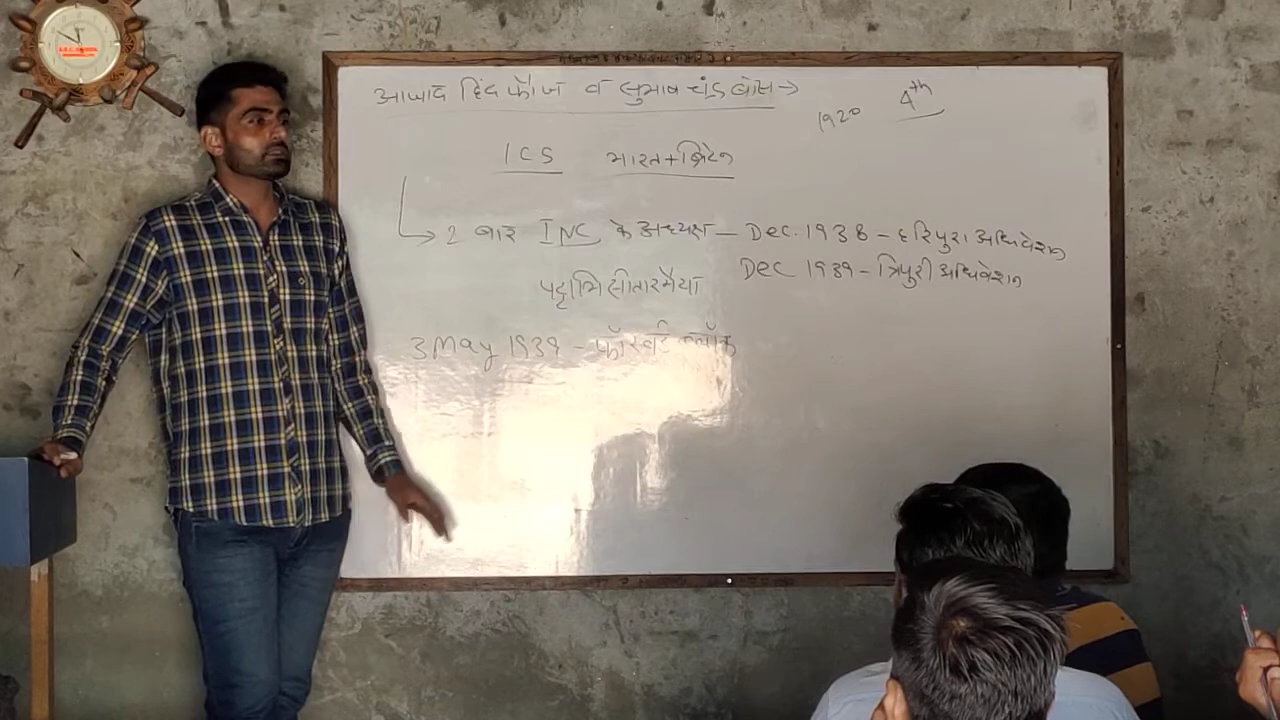 आजाद हिंद फौज व सुभाष चंद्र बोस →
1920 4th
ICS भारत + ब्रिटेन
→ 2 बार INC के अध्यक्ष – Dec. 1938 – हरिपुरा अधिवेशन
Dec 1939 – त्रिपुरी अधिवेशन
पट्टाभि सीतारमैया
3 May 1939 – फॉरवर्ड ब्लॉक